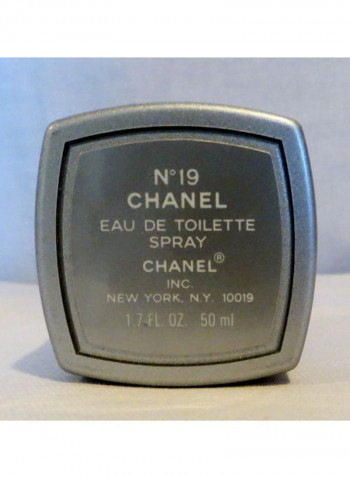 N°19
CHANEL
EAU DE TOILETTE
SPRAY
CHANEL®
INC.
NEW YORK, N.Y. 10019
1.7 FL. OZ. 50 ml